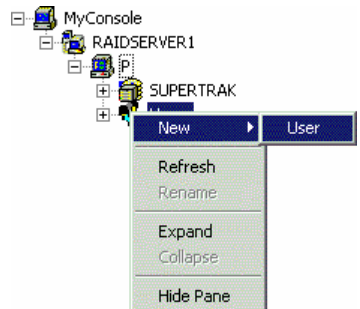 MyConsole
RAIDSERVER1
P
SUPERTRAK
New
User
Refresh
Rename
Expand
Collapse
Hide Pane